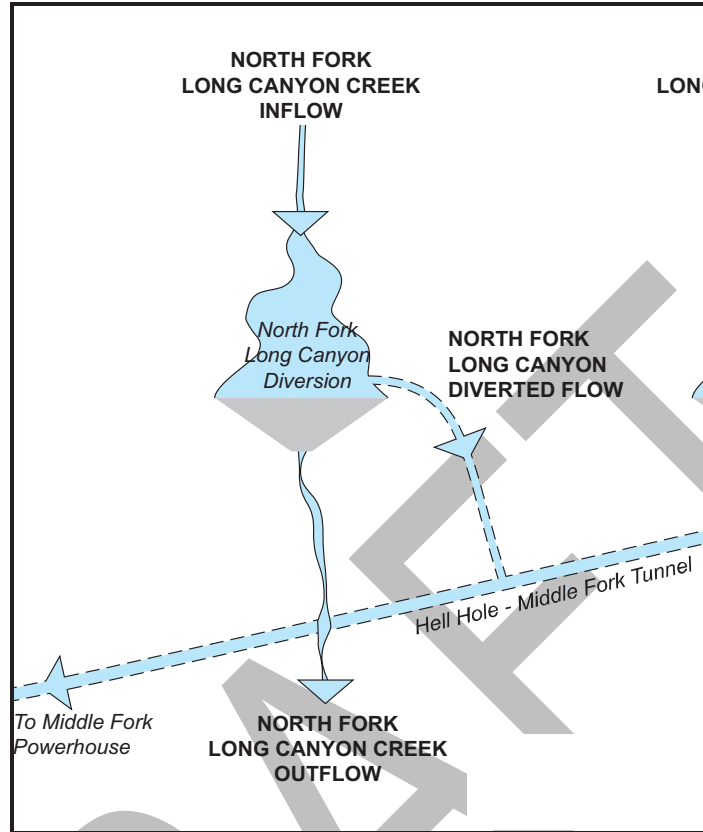 NORTH FORK
LONG CANYON CREEK
INFLOW
LONG
North Fork
Long Canyon
Diversion
NORTH FORK
LONG CANYON
DIVERTED FLOW
Hell Hole - Middle Fork Tunnel
To Middle Fork
Powerhouse
NORTH FORK
LONG CANYON CREEK
OUTFLOW